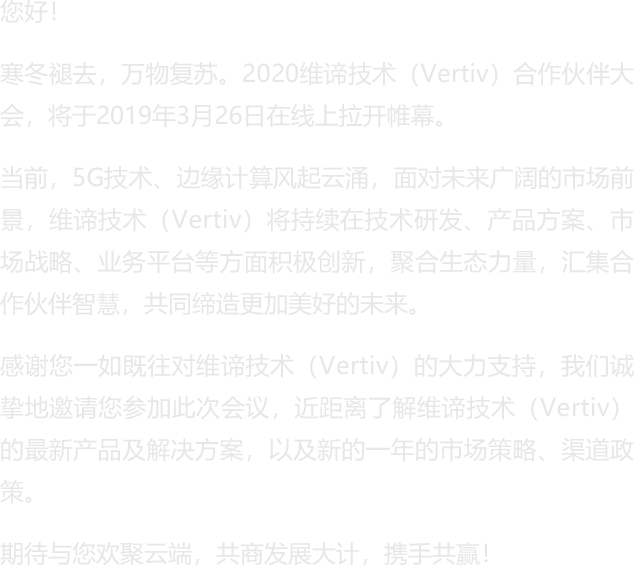 您好！
寒冬褪去，万物复苏。2020维谛技术（Vertiv）合作伙伴大
会，将于2019年3月26日在线上拉开帷幕。
当前，5G技术、边缘计算风起云涌，面对未来广阔的市场前
景，维谛技术（Vertiv）将持续在技术研发、产品方案、市
场战略、业务平台等方面积极创新，聚合生态力量，汇集合
作伙伴智慧，共同缔造更加美好的未来。
感谢您一如既往对维谛技术（Vertiv）的大力支持，我们诚
挚地邀请您参加此次会议，近距离了解维谛技术（Vertiv）
的最新产品及解决方案，以及新的一年的市场策略、渠道政
策。
期待与您欢聚云端，共商发展大计，携手共赢！